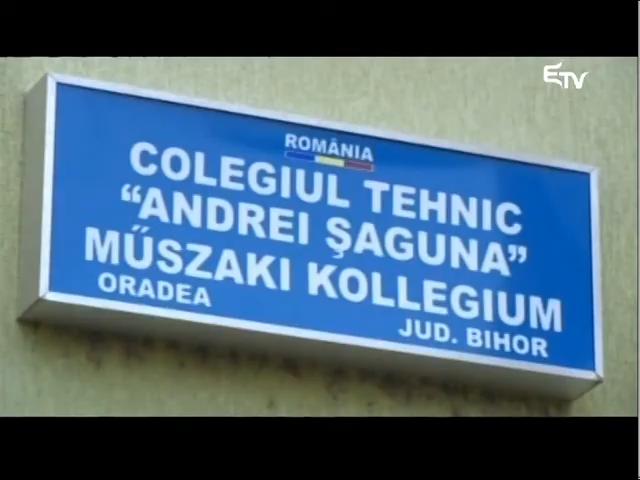 ETV
ROMÂNIA
COLEGIUL TEHNIC
“ANDREI ŞAGUNA”
MŰSZAKI KOLLEGIUM
ORADEA
JUD. BIHOR